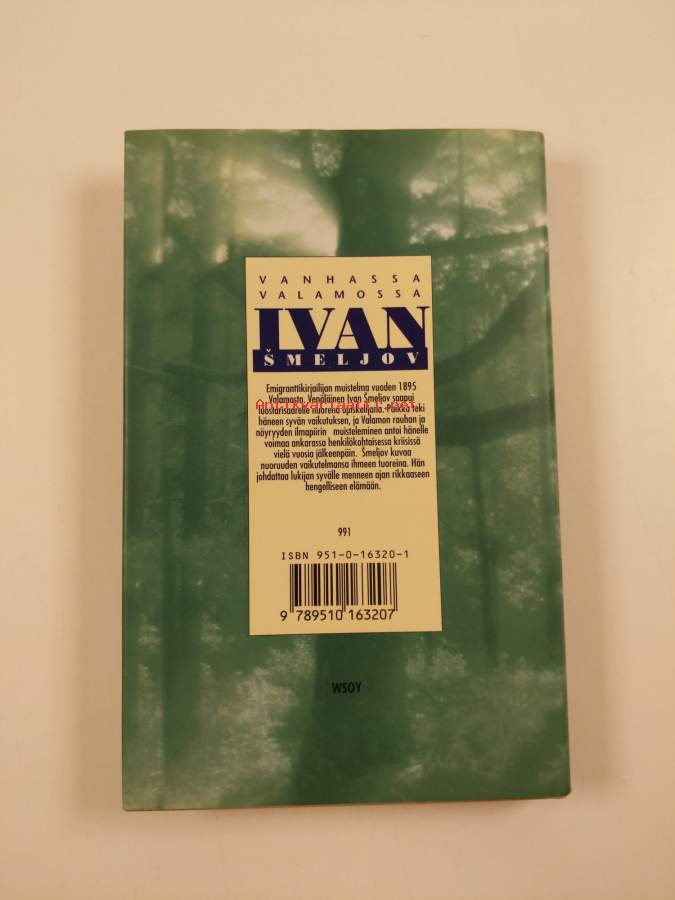 VANHASSA
VALAMOSSA
IVAN
ŠMELJOV
Emigranttikirjailijan muistelma vuoden 1895
Valamosta. Venäläinen Ivan Šmeljov saapui
Antikvariaatti.net
luostarisaarelle nuorena opiskelijana. Paikka teki
häneen syvän vaikutuksen, ja Valamon rauhan ja
nöyryyden ilmapiirin muisteleminen antoi hänelle
voimaa ankarassa henkilökohtaisessa kriisissä
vielä vuosia jälkeenpäin. Šmeljov kuvaa
nuoruuden vaikutelmansa ihmeen tuoreina. Hän
johdattaa lukijan syvälle menneen ajan rikkaaseen
hengelliseen elämään.
991
ISBN 951-0-16320-1
9 789510 163207
WSOY